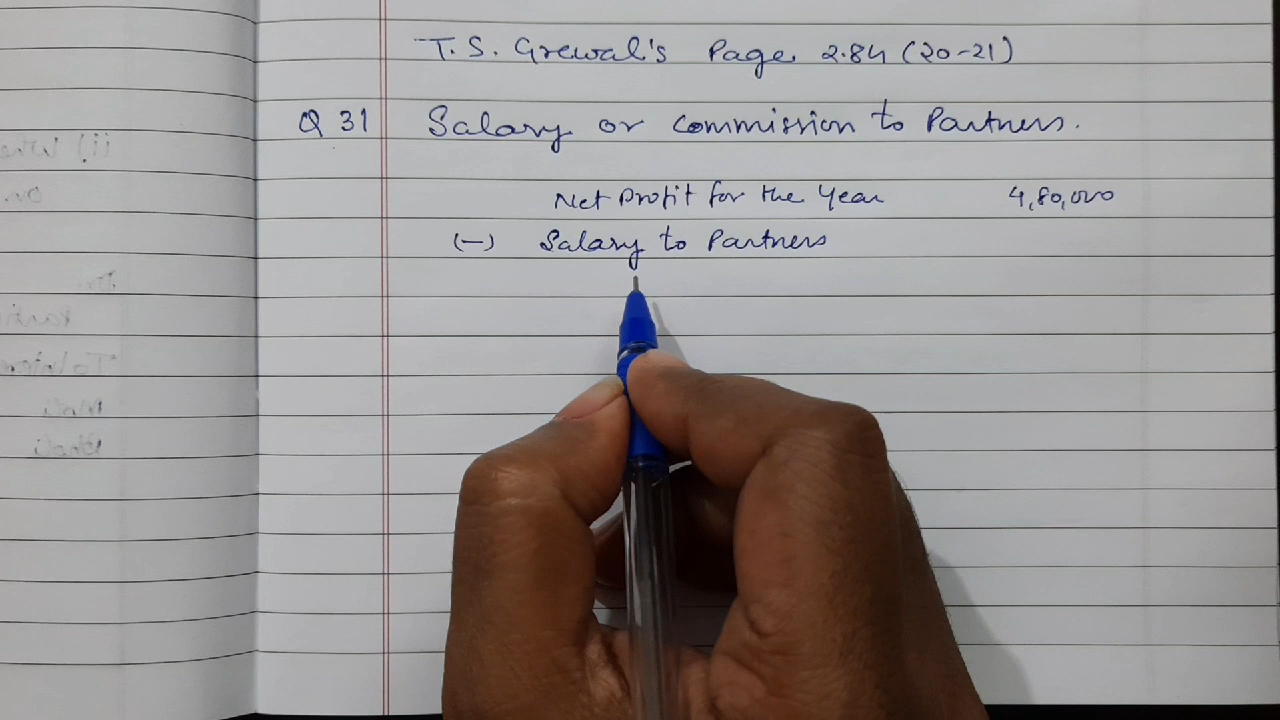 T. S. Grewal's Page 2.84 (20-21)
Q 31 Salary or Commission to Partners.
Net Profit for the Year 4,80,000
(-) Salary to Partners